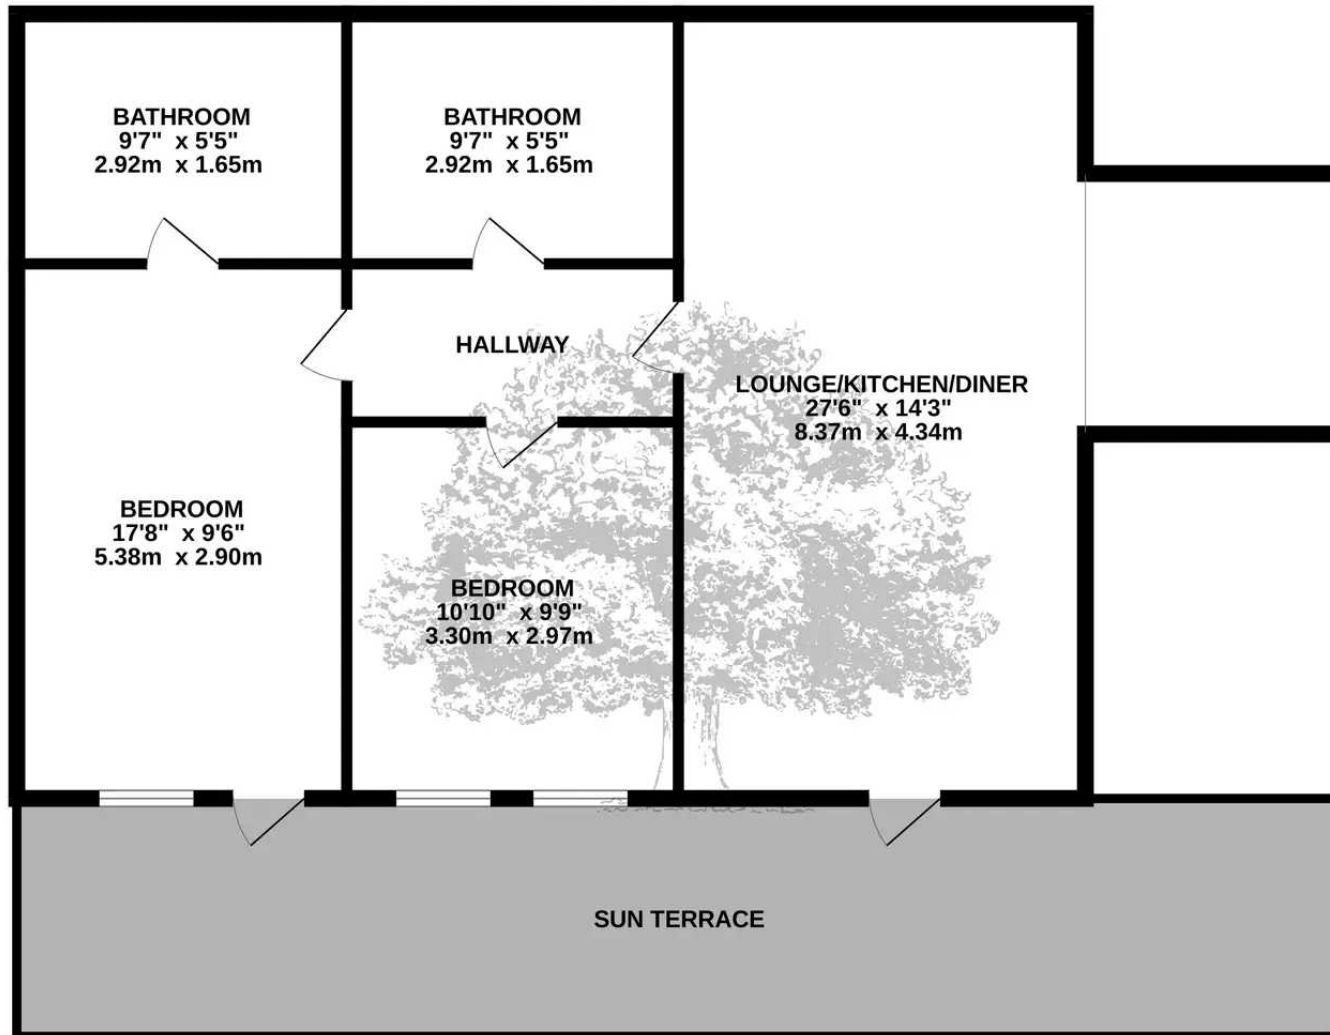 BATHROOM
9'7" x 5'5"
2.92m x 1.65m
BATHROOM
9'7" x 5'5"
2.92m x 1.65m
HALLWAY
LOUNGE/KITCHEN/DINER
27'6" x 14'3"
8.37m x 4.34m
BEDROOM
17'8" x 9'6"
5.38m x 2.90m
BEDROOM
10'10" x 9'9"
3.30m x 2.97m
SUN TERRACE